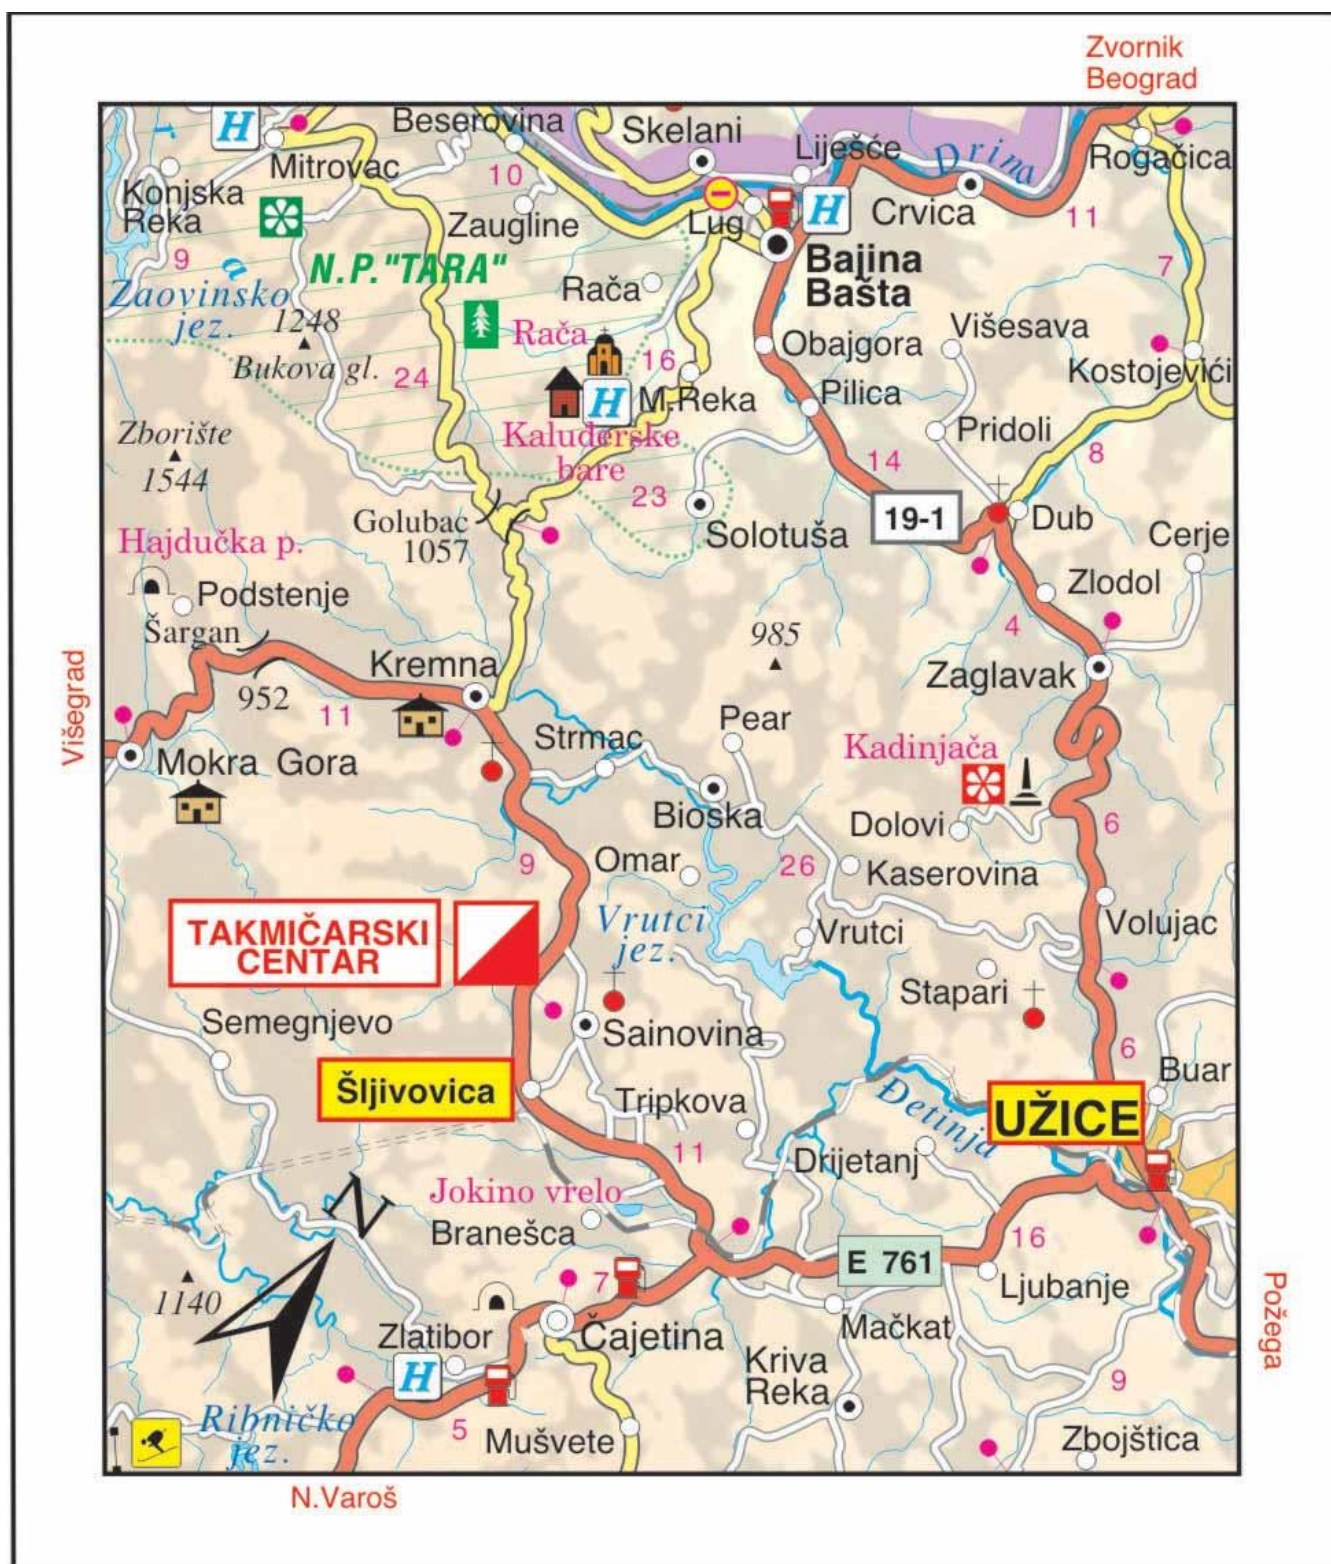 Zvornik
Beograd
H
Beserovina
Skelani
Liješće
Drina
Rogačica
Mitrovac
Konjska
Reka
10
Zaugline
Lug
H
Crvica
11
9
a
N.P."TARA"
Bajina
Bašta
7
Zaovinsko
jez.
1248
Bukova gl.
Rača
Rača
Obajgora
Višesava
24
16
Kostojevići
H
M.Reka
Pilica
Zborište
1544
Kaluđerske
bare
Pridoli
14
8
23
Golubac
1057
Solotuša
19-1
Dub
Cerje
Hajdučka p.
Podstenje
Zlodol
Šargan
985
4
Kremna
Zaglavak
952
11
Višegrad
Pear
Mokra Gora
Strmac
Kadinjača
Bioska
Dolovi
6
9
Omar
26
Kaserovina
TAKMIČARSKI
CENTAR
Vrutci
jez.
Vrutci
Volujac
Stapari
Semegnjevo
Sainovina
6
Šljivovica
Buar
Tripkova
Đetinja
UŽICE
11
Drijetanj
N
Jokino vrelo
Branešca
16
E 761
7
Ljubanje
1140
Požega
Zlatibor
Čajetina
Mačkat
H
Kriva
Reka
9
Ribničko
jez.
5
Mušvete
Zbojštica
N.Varoš